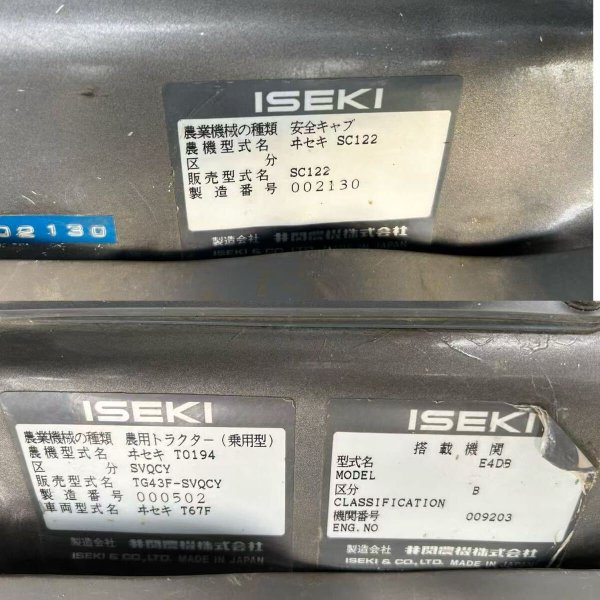 ISEKI
農業機械の種類 安全キャブ
農機型式名 ヰセキ SC122
区 分
販売型式名 SC122
製造番号 002130
製造会社 井関農機株式会社
ISEKI & CO., LTD. MADE IN JAPAN
02130
ISEKI
農業機械の種類 農用トラクター(乗用型)
農機型式名 ヰセキ TO194
区 分 SVQCY
販売型式名 TG43F-SVQCY
製造番号 000502
車両型式名 ヰセキ T67F
製造会社 井関農機株式会社
ISEKI & CO., LTD. MADE IN JAPAN
ISEKI
搭載機関
型式名 E4DB
MODEL
区分 B
CLASSIFICATION
機関番号 009203
ENG.NO
製造会社 井関農機株式会社
ISEKI & CO., LTD. MADE IN JAPAN